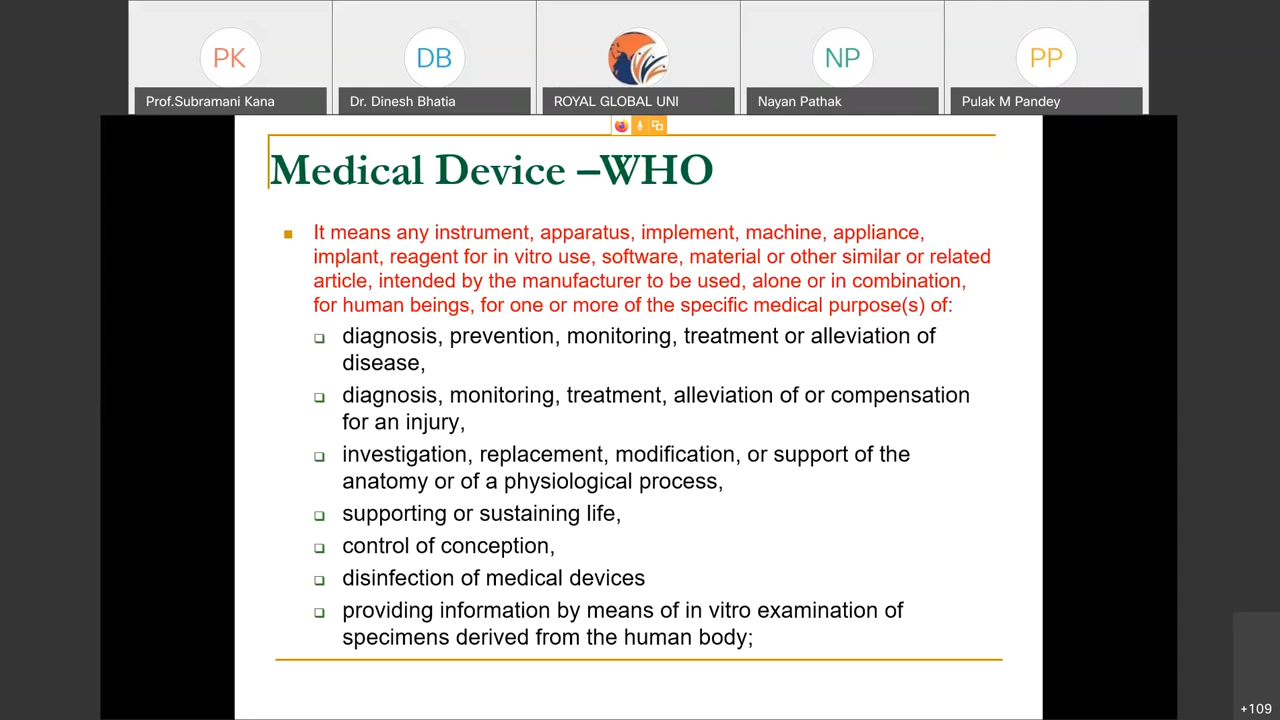 PK
DB
NP
PP
Prof.Subramani Kana
Dr. Dinesh Bhatia
ROYAL GLOBAL UNI
Nayan Pathak
Pulak M Pandey
Medical Device –WHO
It means any instrument, apparatus, implement, machine, appliance,
implant, reagent for in vitro use, software, material or other similar or related
article, intended by the manufacturer to be used, alone or in combination,
for human beings, for one or more of the specific medical purpose(s) of:
diagnosis, prevention, monitoring, treatment or alleviation of
disease,
diagnosis, monitoring, treatment, alleviation of or compensation
for an injury,
investigation, replacement, modification, or support of the
anatomy or of a physiological process,
supporting or sustaining life,
control of conception,
disinfection of medical devices
providing information by means of in vitro examination of
specimens derived from the human body;
+109